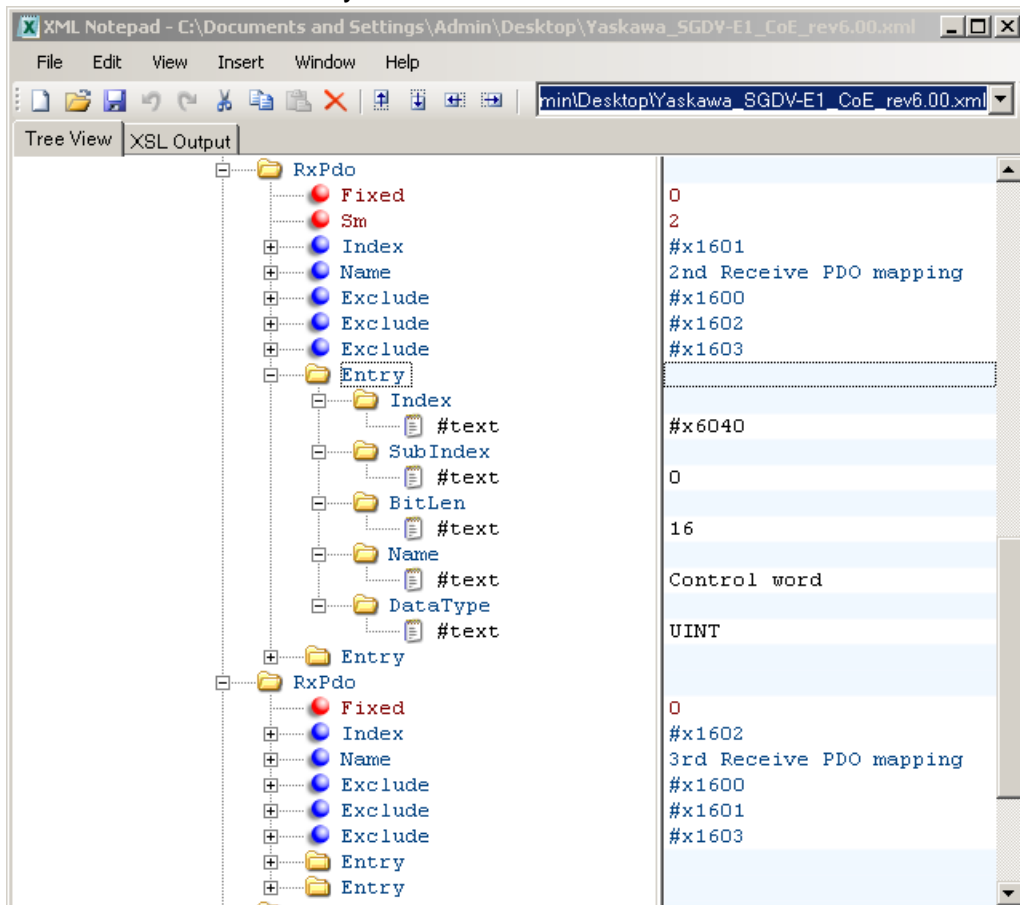 XML Notepad - C:\Documents and Settings\Admin\Desktop\Yaskawa_SGDV-E1_CoE_rev6.00.xml
File Edit View Insert Window Help
min\Desktop\Yaskawa_SGDV-E1_CoE_rev6.00.xml
Tree View XSL Output
RxPdo
Fixed 0
Sm 2
Index #x1601
Name 2nd Receive PDO mapping
Exclude #x1600
Exclude #x1602
Exclude #x1603
Entry
Index
#text #x6040
SubIndex
#text 0
BitLen
#text 16
Name
#text Control word
DataType
#text UINT
Entry
RxPdo
Fixed 0
Index #x1602
Name 3rd Receive PDO mapping
Exclude #x1600
Exclude #x1601
Exclude #x1603
Entry
Entry